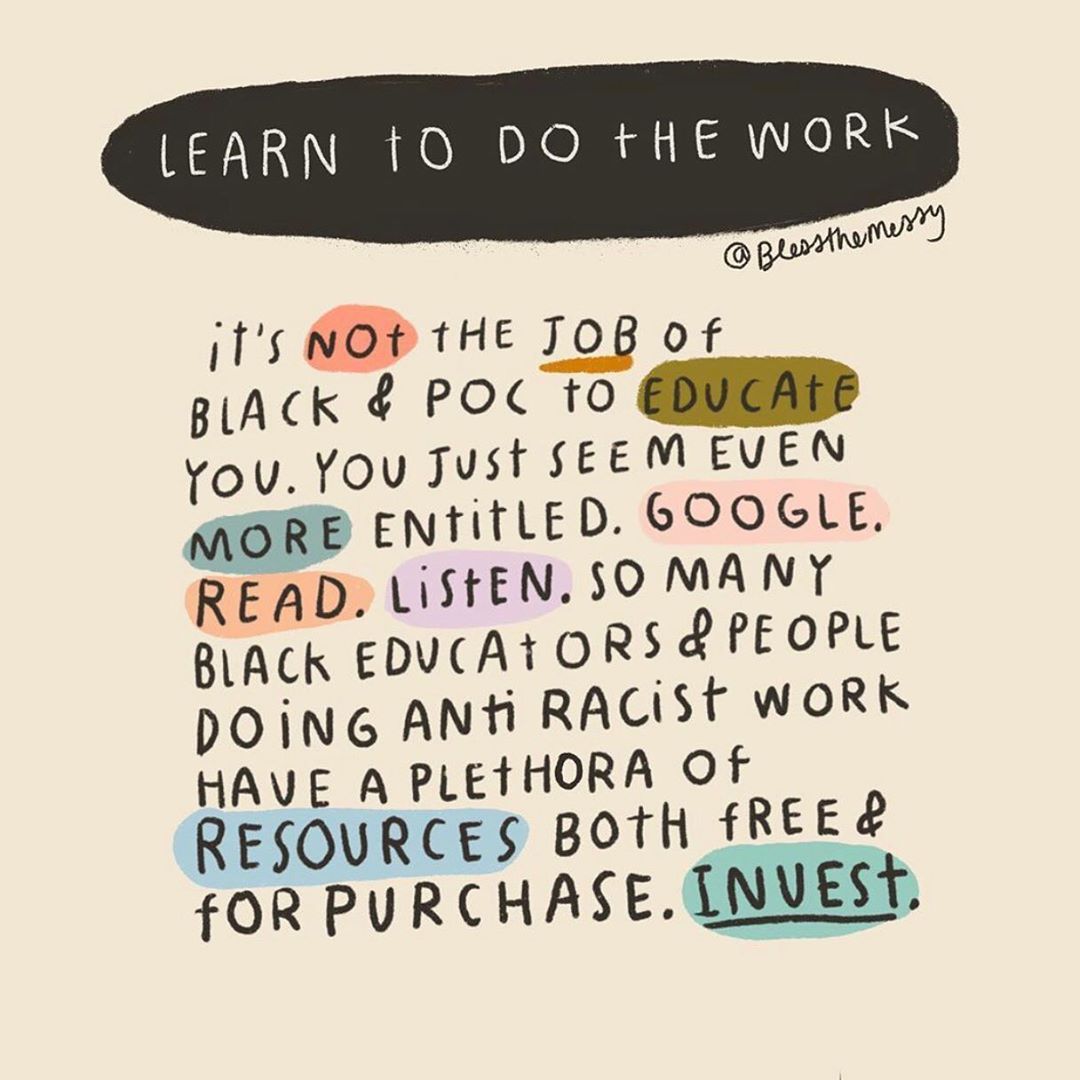 LEARN tO DO tHE WORK
@Blessthemessy
it's NOt tHE JOB Of
BLACK & POC tO EDUCAtE
YOU. YOU JUSt SEEM EVEN
MORE ENtitLED. GOOGLE.
READ. LiStEN. SO MANY
BLACK EDUCAtORS & PEOPLE
DOiNG ANti RACiSt WORK
HAVE A PLEtHORA Of
RESOURCES BOtH fREE &
fOR PURCHASE. INVESt.